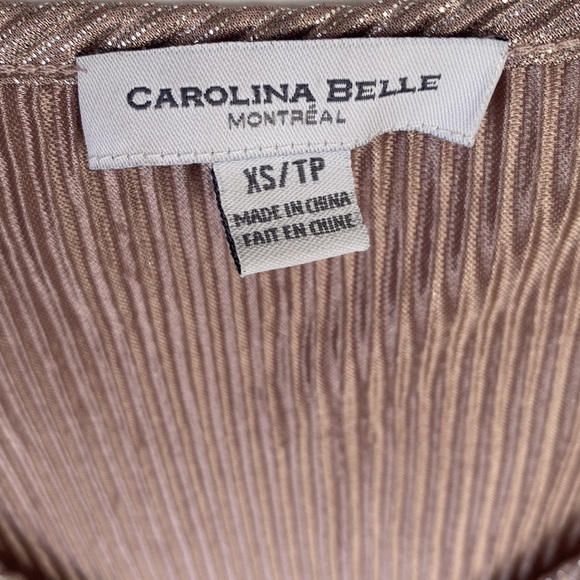 CAROLINA BELLE
MONTRÉAL
XS/TP
MADE IN CHINA
FAIT EN CHINE